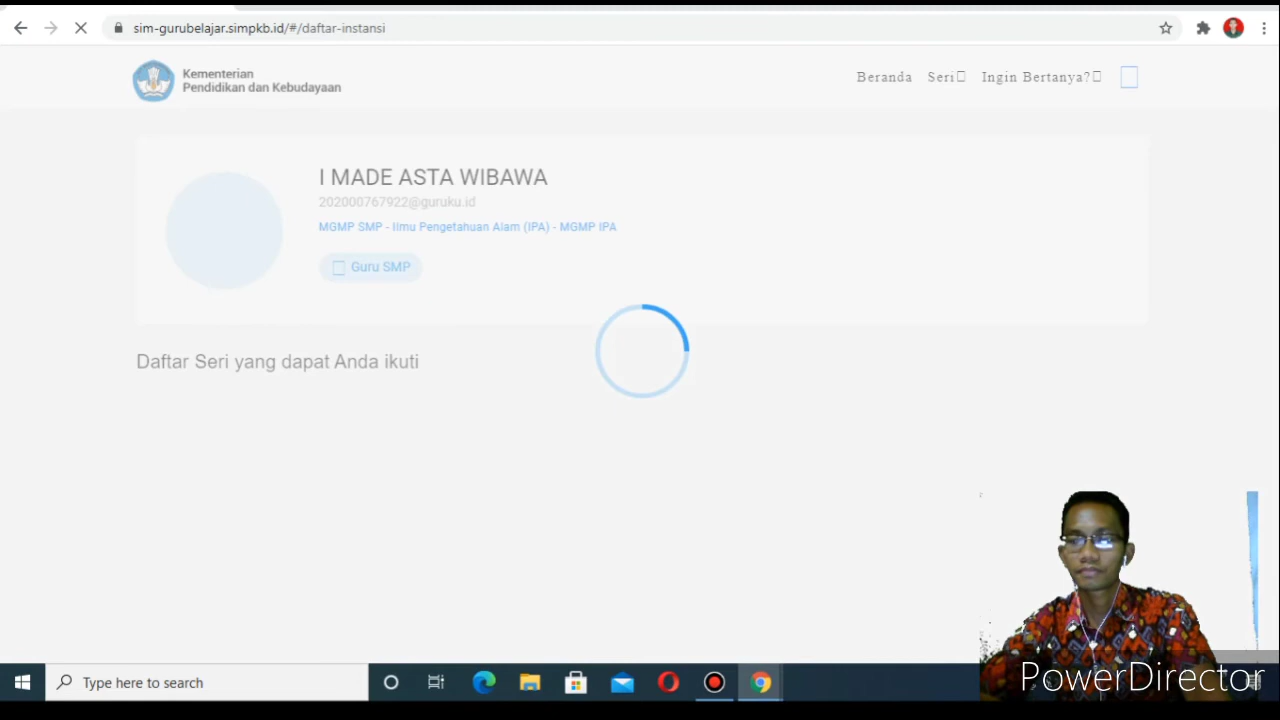 sim-gurubelajar.simpkb.id/#/daftar-instansi
Kementerian
Pendidikan dan Kebudayaan
Beranda Seri Ingin Bertanya?
I MADE ASTA WIBAWA
202000767922@guruku.id
MGMP SMP - Ilmu Pengetahuan Alam (IPA) - MGMP IPA
Guru SMP
Daftar Seri yang dapat Anda ikuti
Type here to search
PowerDirector